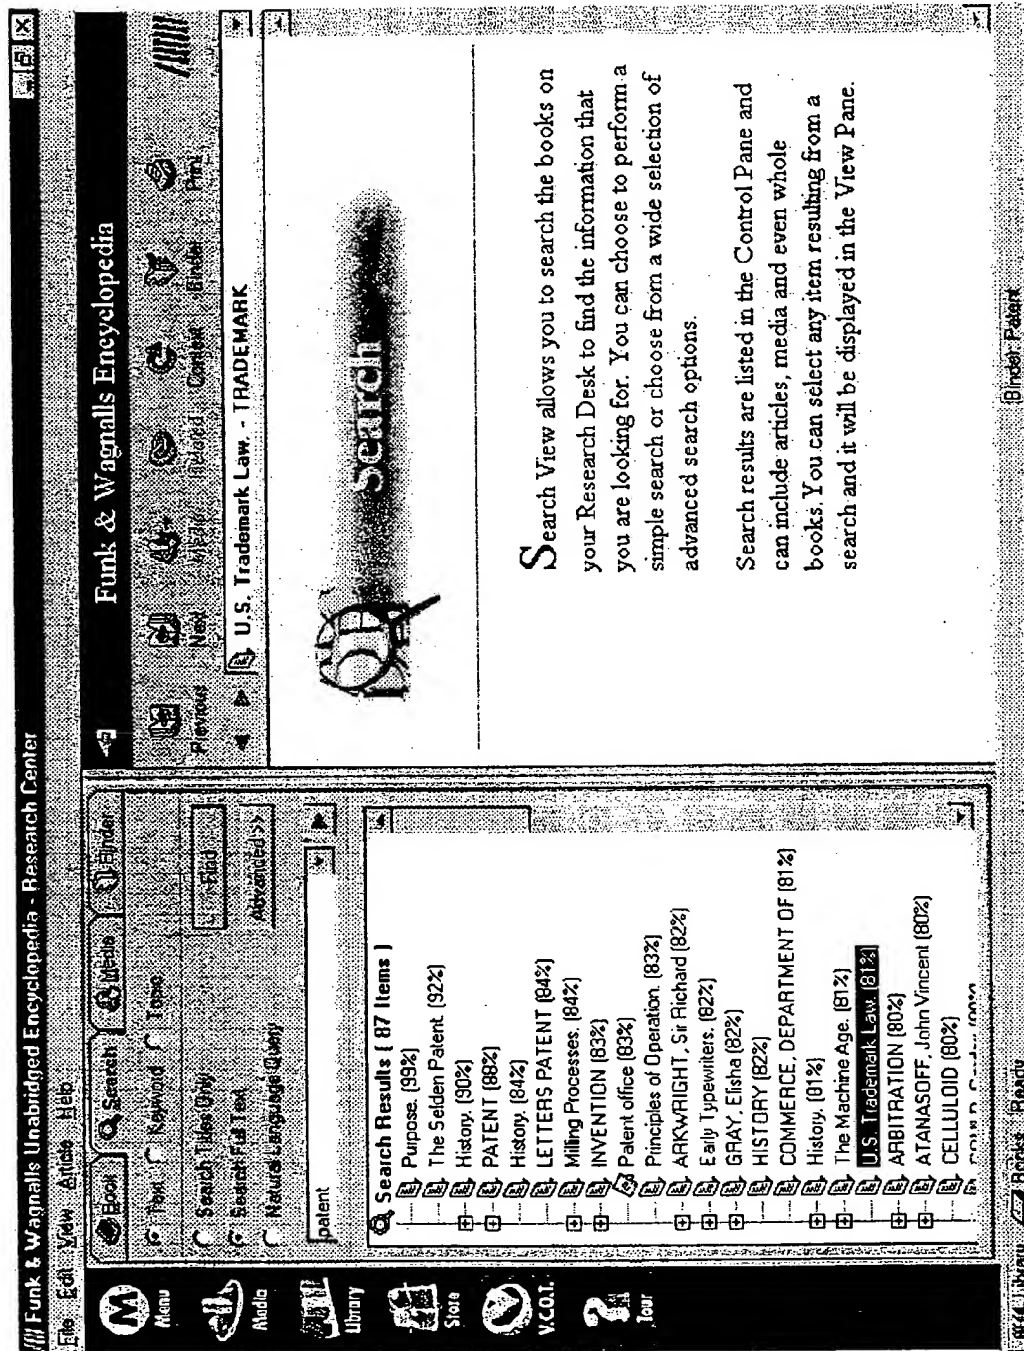 Funk & Wagnalls Unabridged Encyclopedia - Research Center
File Edit View Article Help
Menu
Media
Library
Store
V.C.O.T.
Tour
Book
Search
Media
Binder
Text
Keyword
Topic
Search Titles Only
Search Full Text
Natural Language Query
Find
Advanced >>
patent
Search Results [ 87 Items ]
Purpose. (99%)
The Selden Patent. (92%)
History. (90%)
PATENT (88%)
History. (84%)
LETTERS PATENT (84%)
Milling Processes. (84%)
INVENTION (83%)
Patent office (83%)
Principles of Operation. (83%)
ARKWRIGHT, Sir Richard (82%)
Early Typewriters. (82%)
GRAY, Elisha (82%)
HISTORY (82%)
COMMERCE, DEPARTMENT OF (81%)
History. (81%)
The Machine Age. (81%)
U.S. Trademark Law. (81%)
ARBITRATION (80%)
ATANASOFF, John Vincent (80%)
CELLULOID (80%)
Funk & Wagnalls Encyclopedia
Previous
Next
Media
Related
Context
Binder
Print
U.S. Trademark Law. - TRADEMARK
Search
Search View allows you to search the books on
your Research Desk to find the information that
you are looking for. You can choose to perform a
simple search or choose from a wide selection of
advanced search options.
Search results are listed in the Control Pane and
can include articles, media and even whole
books. You can select any item resulting from a
search and it will be displayed in the View Pane.
Library
Books
Ready
Binder: Patent